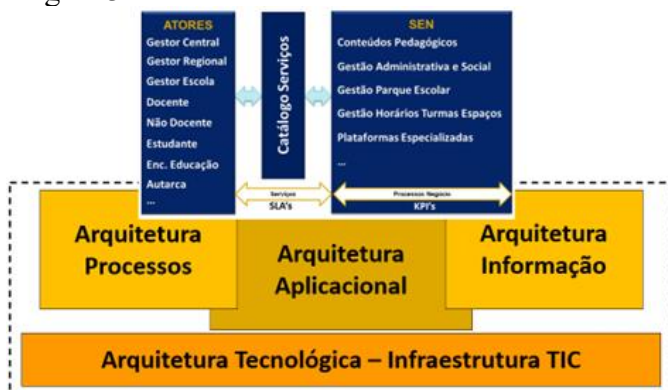 ATORES
Gestor Central
Gestor Regional
Gestor Escola
Docente
Não Docente
Estudante
Enc. Educação
Autarca
...
Catálogo Serviços
SEN
Conteúdos Pedagógicos
Gestão Administrativa e Social
Gestão Parque Escolar
Gestão Horários Turmas Espaços
Plataformas Especializadas
...
Serviços
SLA's
Processos Negócio
KPI's
Arquitetura
Processos
Arquitetura
Aplicacional
Arquitetura
Informação
Arquitetura Tecnológica – Infraestrutura TIC